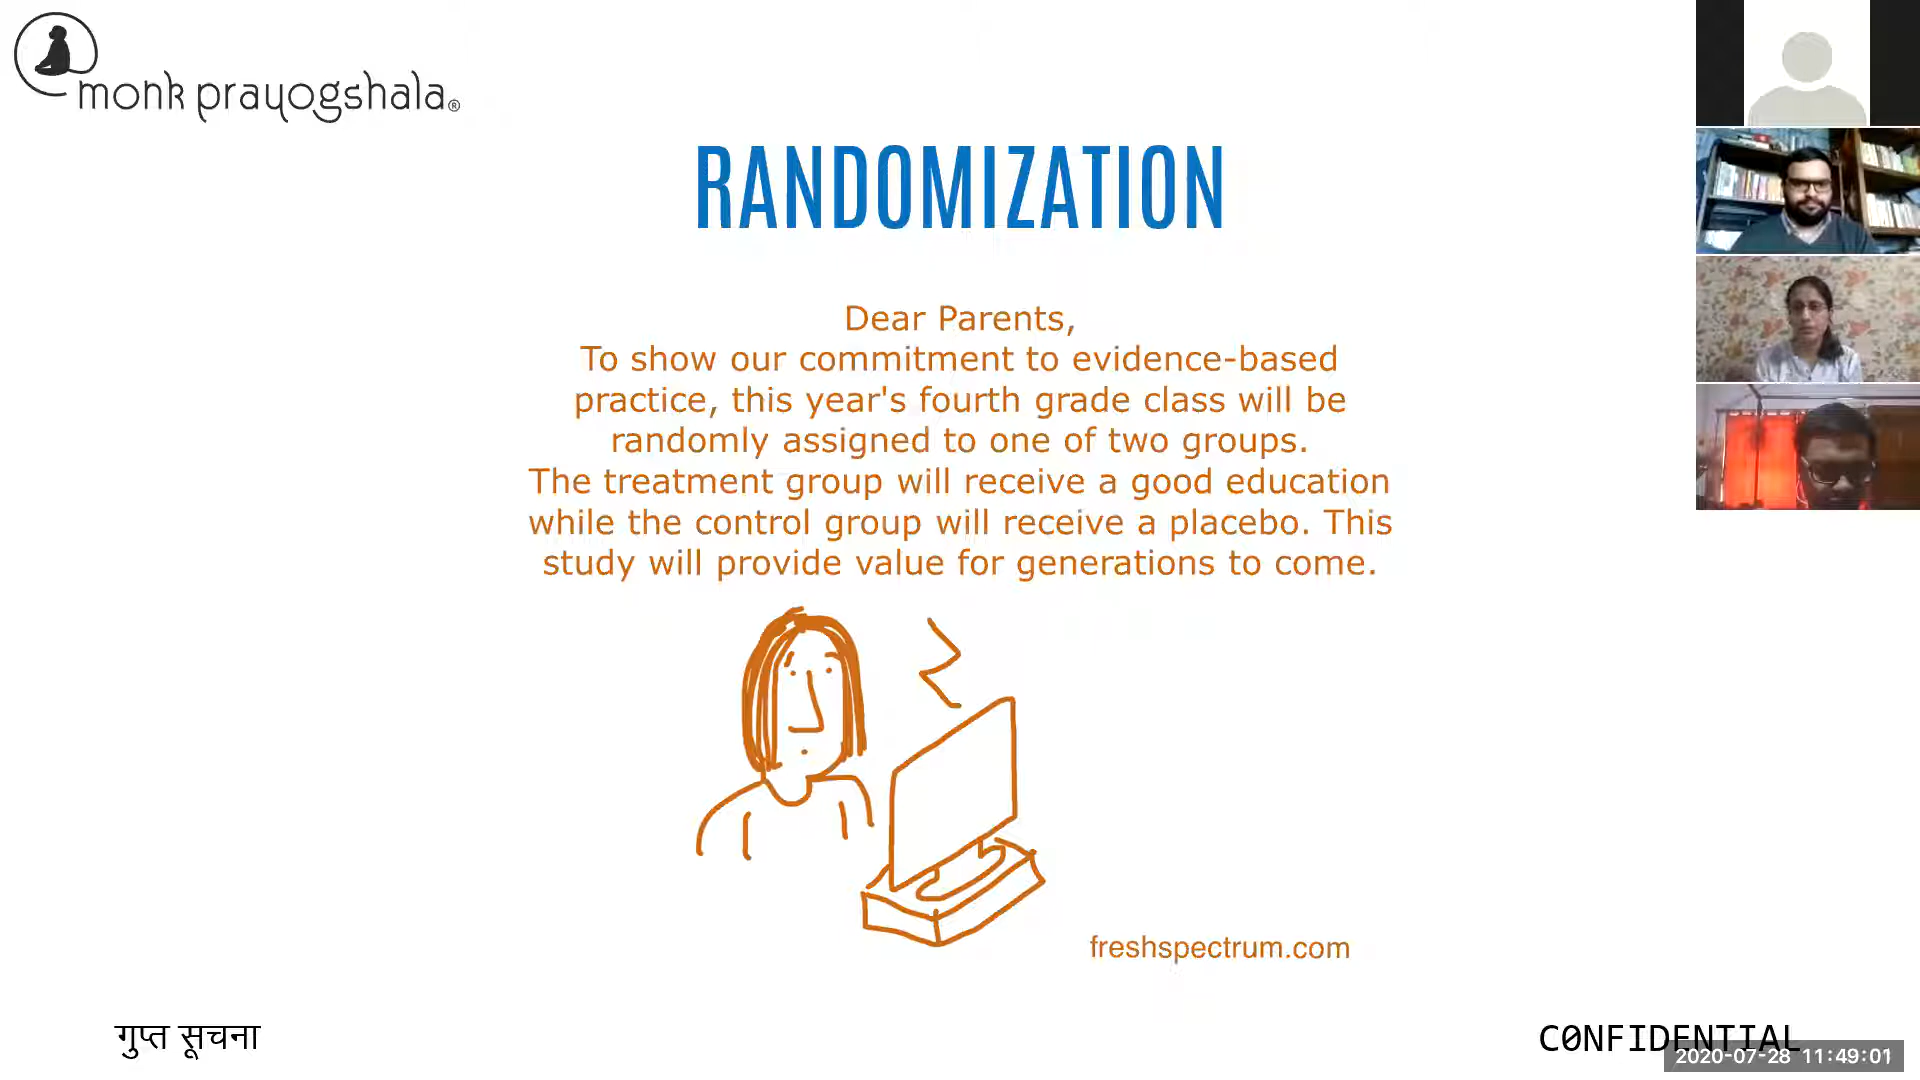 monk prayogshala®
RANDOMIZATION
Dear Parents,
To show our commitment to evidence-based
practice, this year's fourth grade class will be
randomly assigned to one of two groups.
The treatment group will receive a good education
while the control group will receive a placebo. This
study will provide value for generations to come.
freshspectrum.com
गुप्त सूचना
C0NFIDENTIAL
2020-07-28 11:49:01